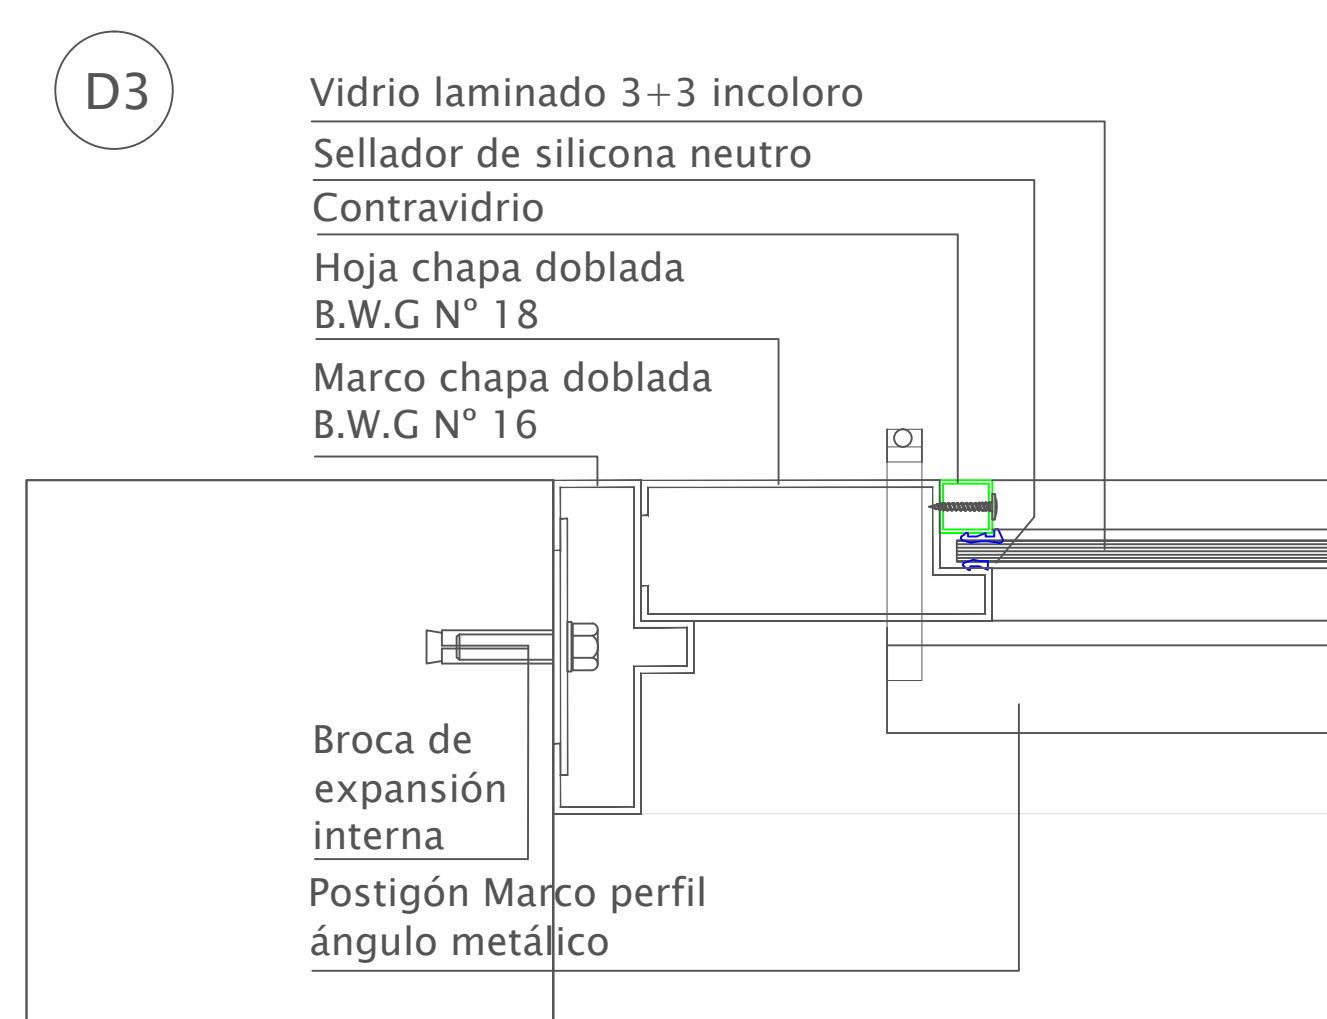 D3
Vidrio laminado 3+3 incoloro
Sellador de silicona neutro
Contravidrio
Hoja chapa doblada
B.W.G Nº 18
Marco chapa doblada
B.W.G Nº 16
Broca de
expansión
interna
Postigón Marco perfil
ángulo metálico